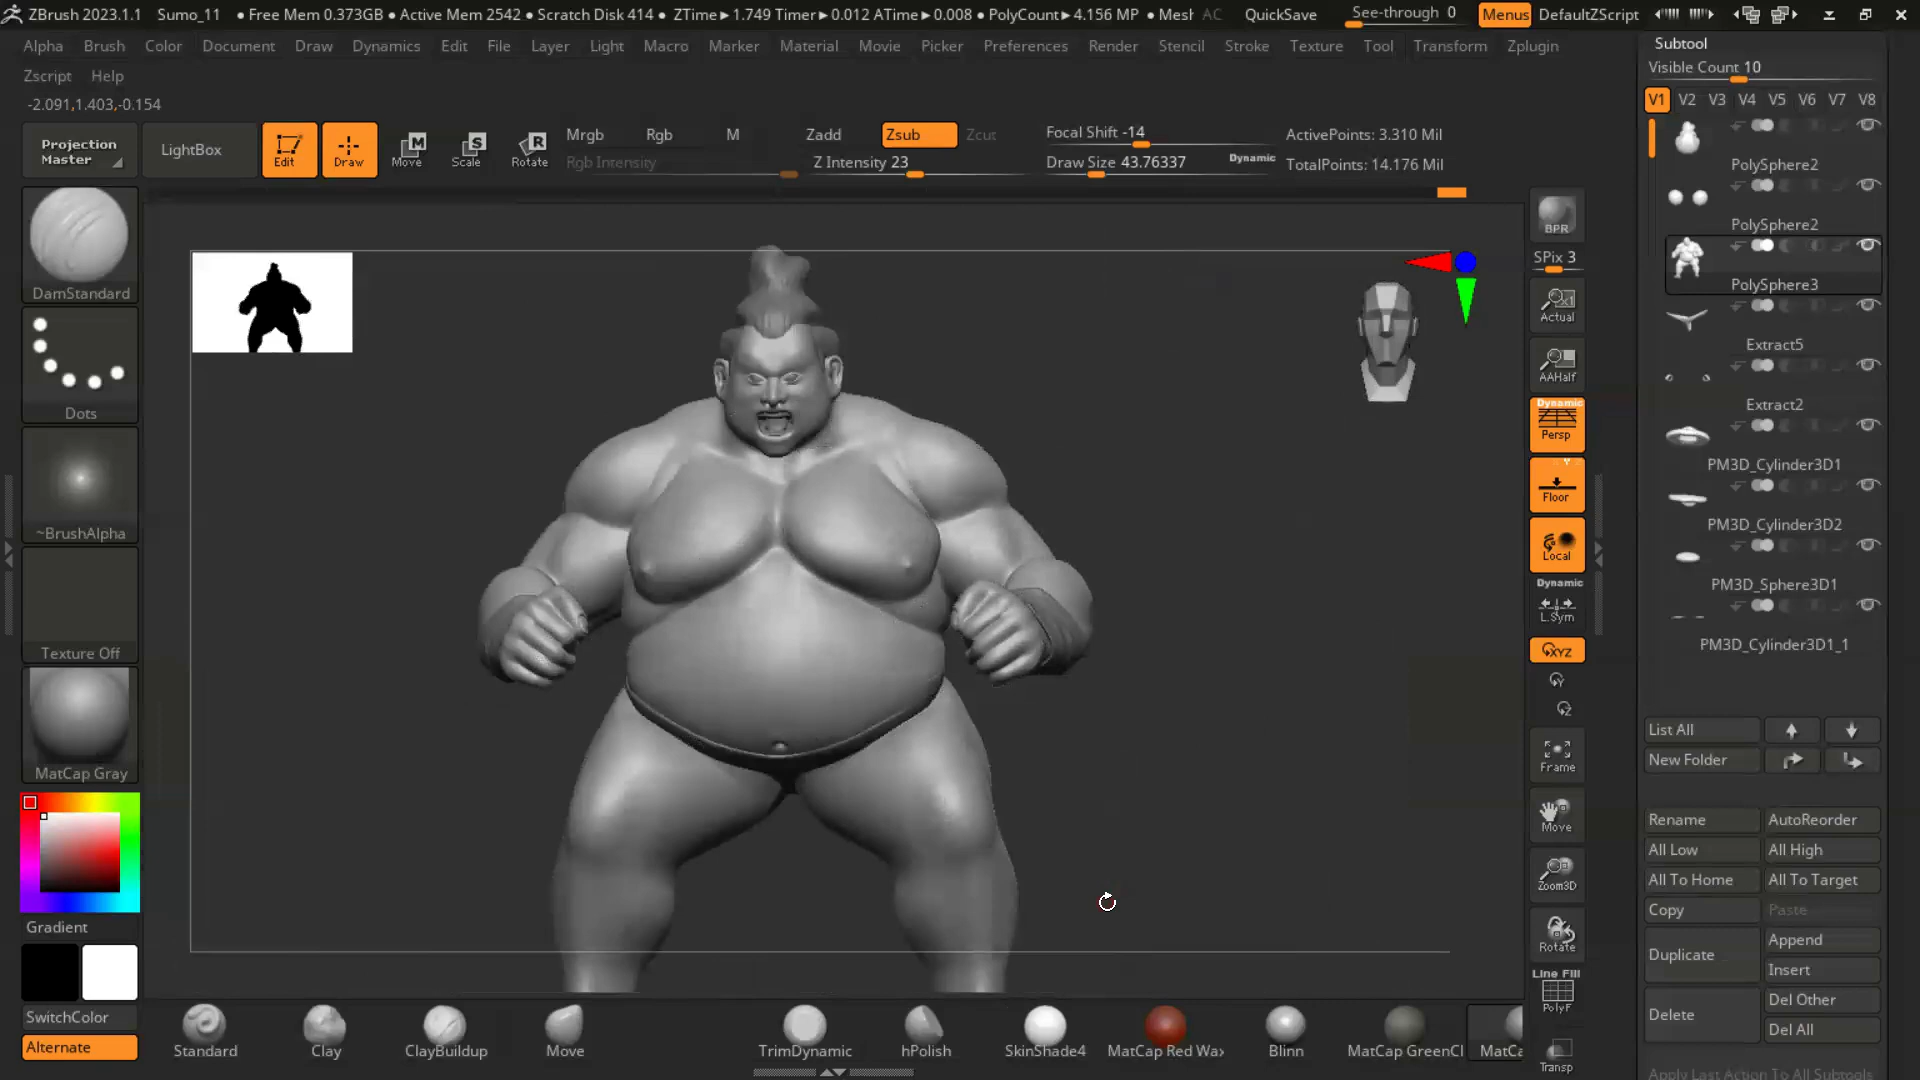 ZBrush 2023.1.1 Sumo_11 ● Free Mem 0.373GB ● Active Mem 2542 ● Scratch Disk 414 ● ZTime▶1.749 Timer▶0.012 ATime▶0.008 ● PolyCount▶4.156 MP ● Mesh AC QuickSave See-through 0 Menus DefaultZScript
Alpha Brush Color Document Draw Dynamics Edit File Layer Light Macro Marker Material Movie Picker Preferences Render Stencil Stroke Texture Tool Transform Zplugin
Zscript Help
-2.091,1.403,-0.154
Projection Master
LightBox
Edit
Draw
Move
Scale
Rotate
Mrgb Rgb M
Rgb Intensity
Zadd Zsub Zcut
Z Intensity 23
Focal Shift -14
Draw Size 43.76337 Dynamic
ActivePoints: 3.310 Mil
TotalPoints: 14.176 Mil
DamStandard
Dots
~BrushAlpha
Texture Off
MatCap Gray
Gradient
SwitchColor
Alternate
BPR
SPix 3
Actual
AAHalf
Dynamic
Persp
Floor
Local
Dynamic
L.Sym
XYZ
Y
Z
Frame
Move
Zoom3D
Rotate
Line Fill
PolyF
Transp
Subtool
Visible Count 10
V1 V2 V3 V4 V5 V6 V7 V8
PolySphere2
PolySphere2
PolySphere3
Extract5
Extract2
PM3D_Cylinder3D1
PM3D_Cylinder3D2
PM3D_Sphere3D1
PM3D_Cylinder3D1_1
List All
New Folder
Rename AutoReorder
All Low All High
All To Home All To Target
Copy Paste
Duplicate Append
Insert
Delete Del Other
Del All
Apply Last Action To All Subtools
Standard Clay ClayBuildup Move TrimDynamic hPolish SkinShade4 MatCap Red Wax Blinn MatCap GreenCl MatCa